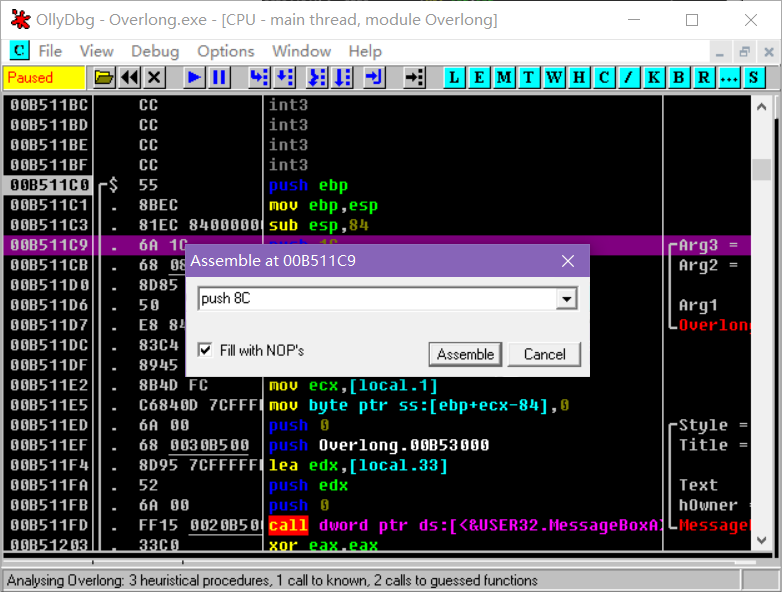 OllyDbg - Overlong.exe - [CPU - main thread, module Overlong]
C File View Debug Options Window Help
Paused L E M T W H C / K B R ... S
00B511BC CC int3
00B511BD CC int3
00B511BE CC int3
00B511BF CC int3
00B511C0 $ 55 push ebp
00B511C1 . 8BEC mov ebp,esp
00B511C3 . 81EC 84000000 sub esp,84
00B511C9 . 6A 1C Arg3 =
00B511CB . 68 Arg2 =
00B511D0 . 8D85
00B511D6 . 50 Arg1
00B511D7 . E8 84 Overlong
00B511DC . 83C4
00B511DF . 8945
Assemble at 00B511C9
push 8C
Fill with NOP's Assemble Cancel
00B511E2 . 8B4D FC mov ecx,[local.1]
00B511E5 . C6840D 7CFFFF mov byte ptr ss:[ebp+ecx-84],0
00B511ED . 6A 00 push 0 Style =
00B511EF . 68 0030B500 push Overlong.00B53000 Title =
00B511F4 . 8D95 7CFFFFFF lea edx,[local.33]
00B511FA . 52 push edx Text
00B511FB . 6A 00 push 0 hOwner =
00B511FD . FF15 0020B500 call dword ptr ds:[<&USER32.MessageBoxA> MessageB
00B51203 . 33C0 xor eax,eax
Analysing Overlong: 3 heuristical procedures, 1 call to known, 2 calls to guessed functions